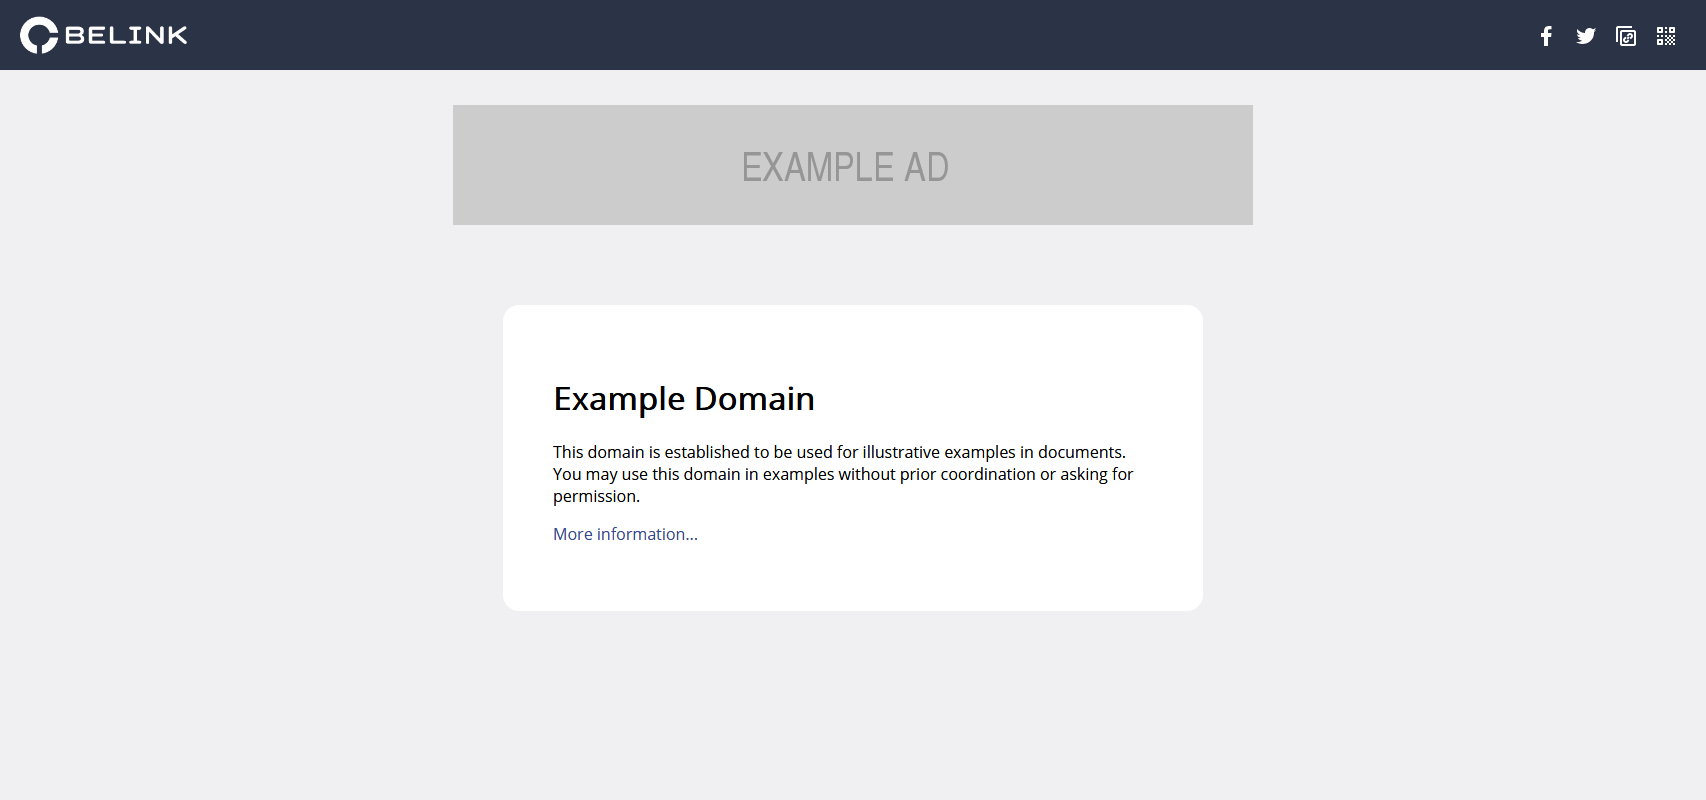 BELINK
EXAMPLE AD
Example Domain
This domain is established to be used for illustrative examples in documents.
You may use this domain in examples without prior coordination or asking for
permission.
More information...